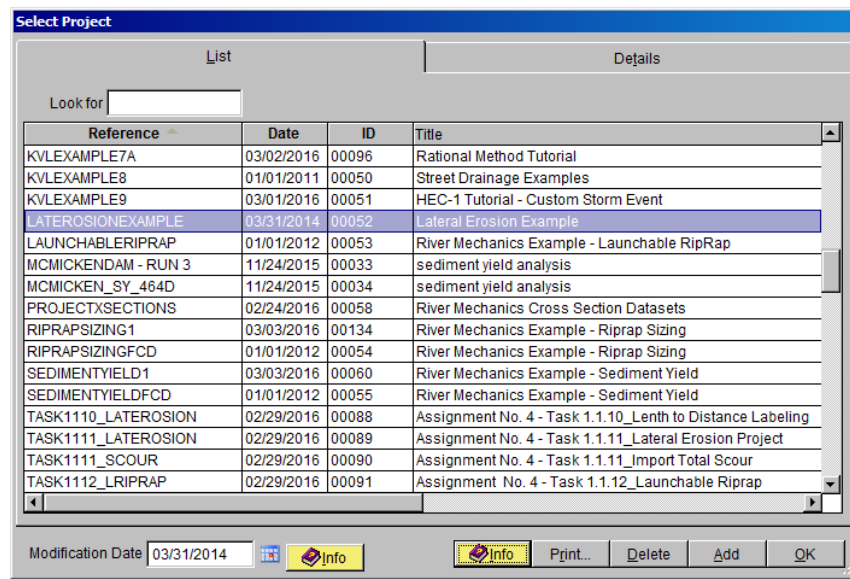 Select Project
List Details
Look for
Reference Date ID Title
KVLEXAMPLE7A 03/02/2016 00096 Rational Method Tutorial
KVLEXAMPLE8 01/01/2011 00050 Street Drainage Examples
KVLEXAMPLE9 03/01/2016 00051 HEC-1 Tutorial - Custom Storm Event
LATEROSIONEXAMPLE 03/31/2014 00052 Lateral Erosion Example
LAUNCHABLERIPRAP 01/01/2012 00053 River Mechanics Example - Launchable RipRap
MCMICKENDAM - RUN 3 11/24/2015 00033 sediment yield analysis
MCMICKEN_SY_464D 11/24/2015 00034 sediment yield analysis
PROJECTXSECTIONS 02/24/2016 00058 River Mechanics Cross Section Datasets
RIPRAPSIZING1 03/03/2016 00134 River Mechanics Example - Riprap Sizing
RIPRAPSIZINGFCD 01/01/2012 00054 River Mechanics Example - Riprap Sizing
SEDIMENTYIELD1 03/03/2016 00060 River Mechanics Example - Sediment Yield
SEDIMENTYIELDFCD 01/01/2012 00055 River Mechanics Example - Sediment Yield
TASK1110_LATEROSION 02/29/2016 00088 Assignment No. 4 - Task 1.1.10_Lenth to Distance Labeling
TASK1111_LATEROSION 02/29/2016 00089 Assignment No. 4 - Task 1.1.11_Lateral Erosion Project
TASK1111_SCOUR 02/29/2016 00090 Assignment No. 4 - Task 1.1.11_Import Total Scour
TASK1112_LRIPRAP 02/29/2016 00091 Assignment No. 4 - Task 1.1.12_Launchable Riprap
Modification Date 03/31/2014 Info Info Print... Delete Add OK